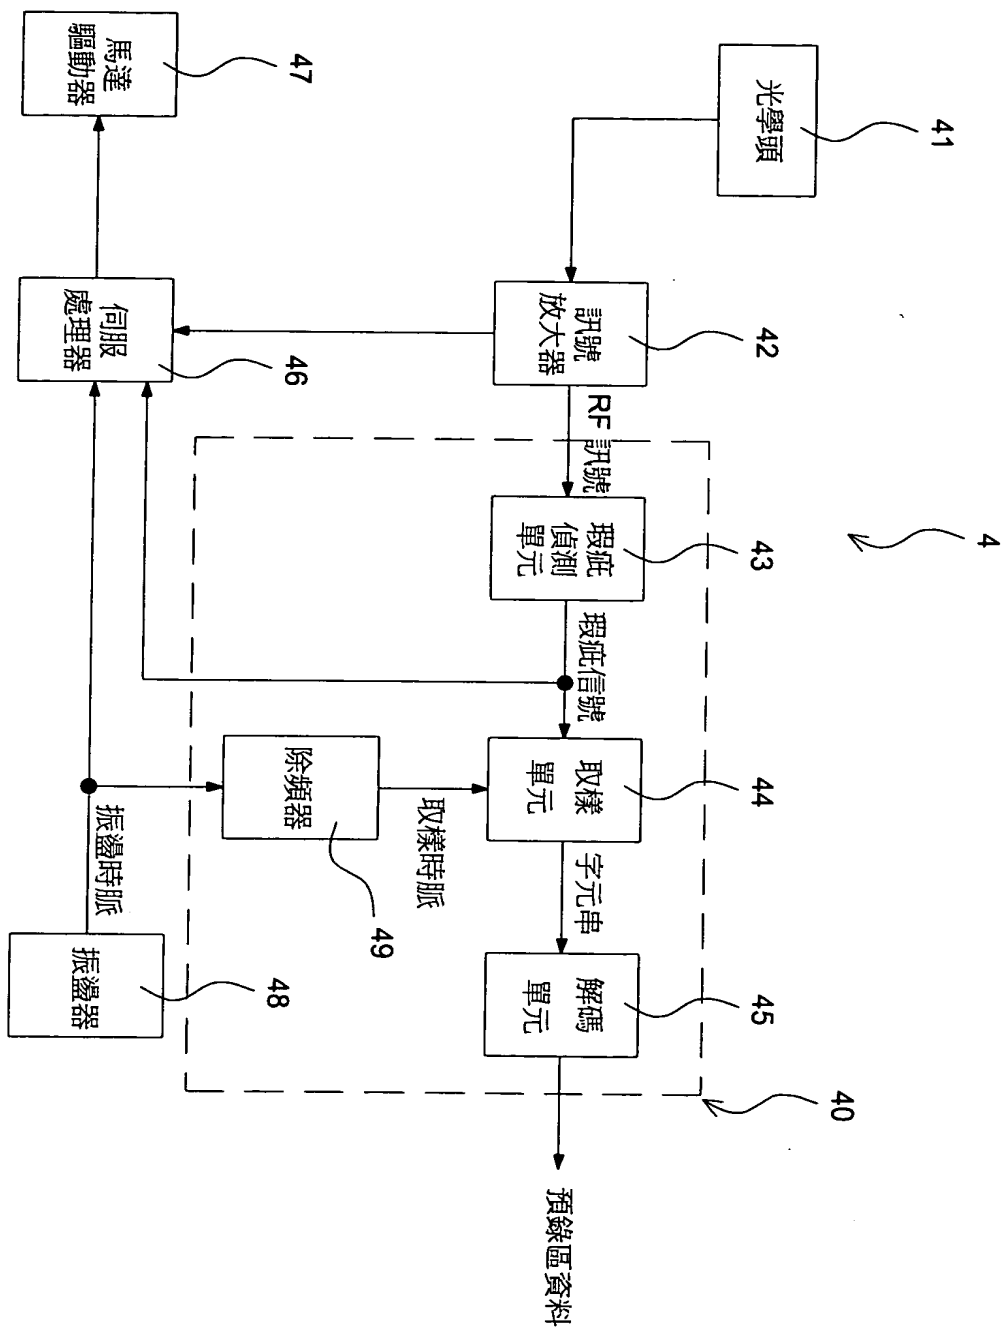 4
41
光學頭
42
訊號
放大器
RF 訊號
43
瑕疵
偵測
單元
瑕疵信號
44
取樣
單元
字元串
45
解碼
單元
40
預錄區資料
47
馬達
驅動器
46
伺服
處理器
除頻器
49
取樣時脈
振盪時脈
48
振盪器